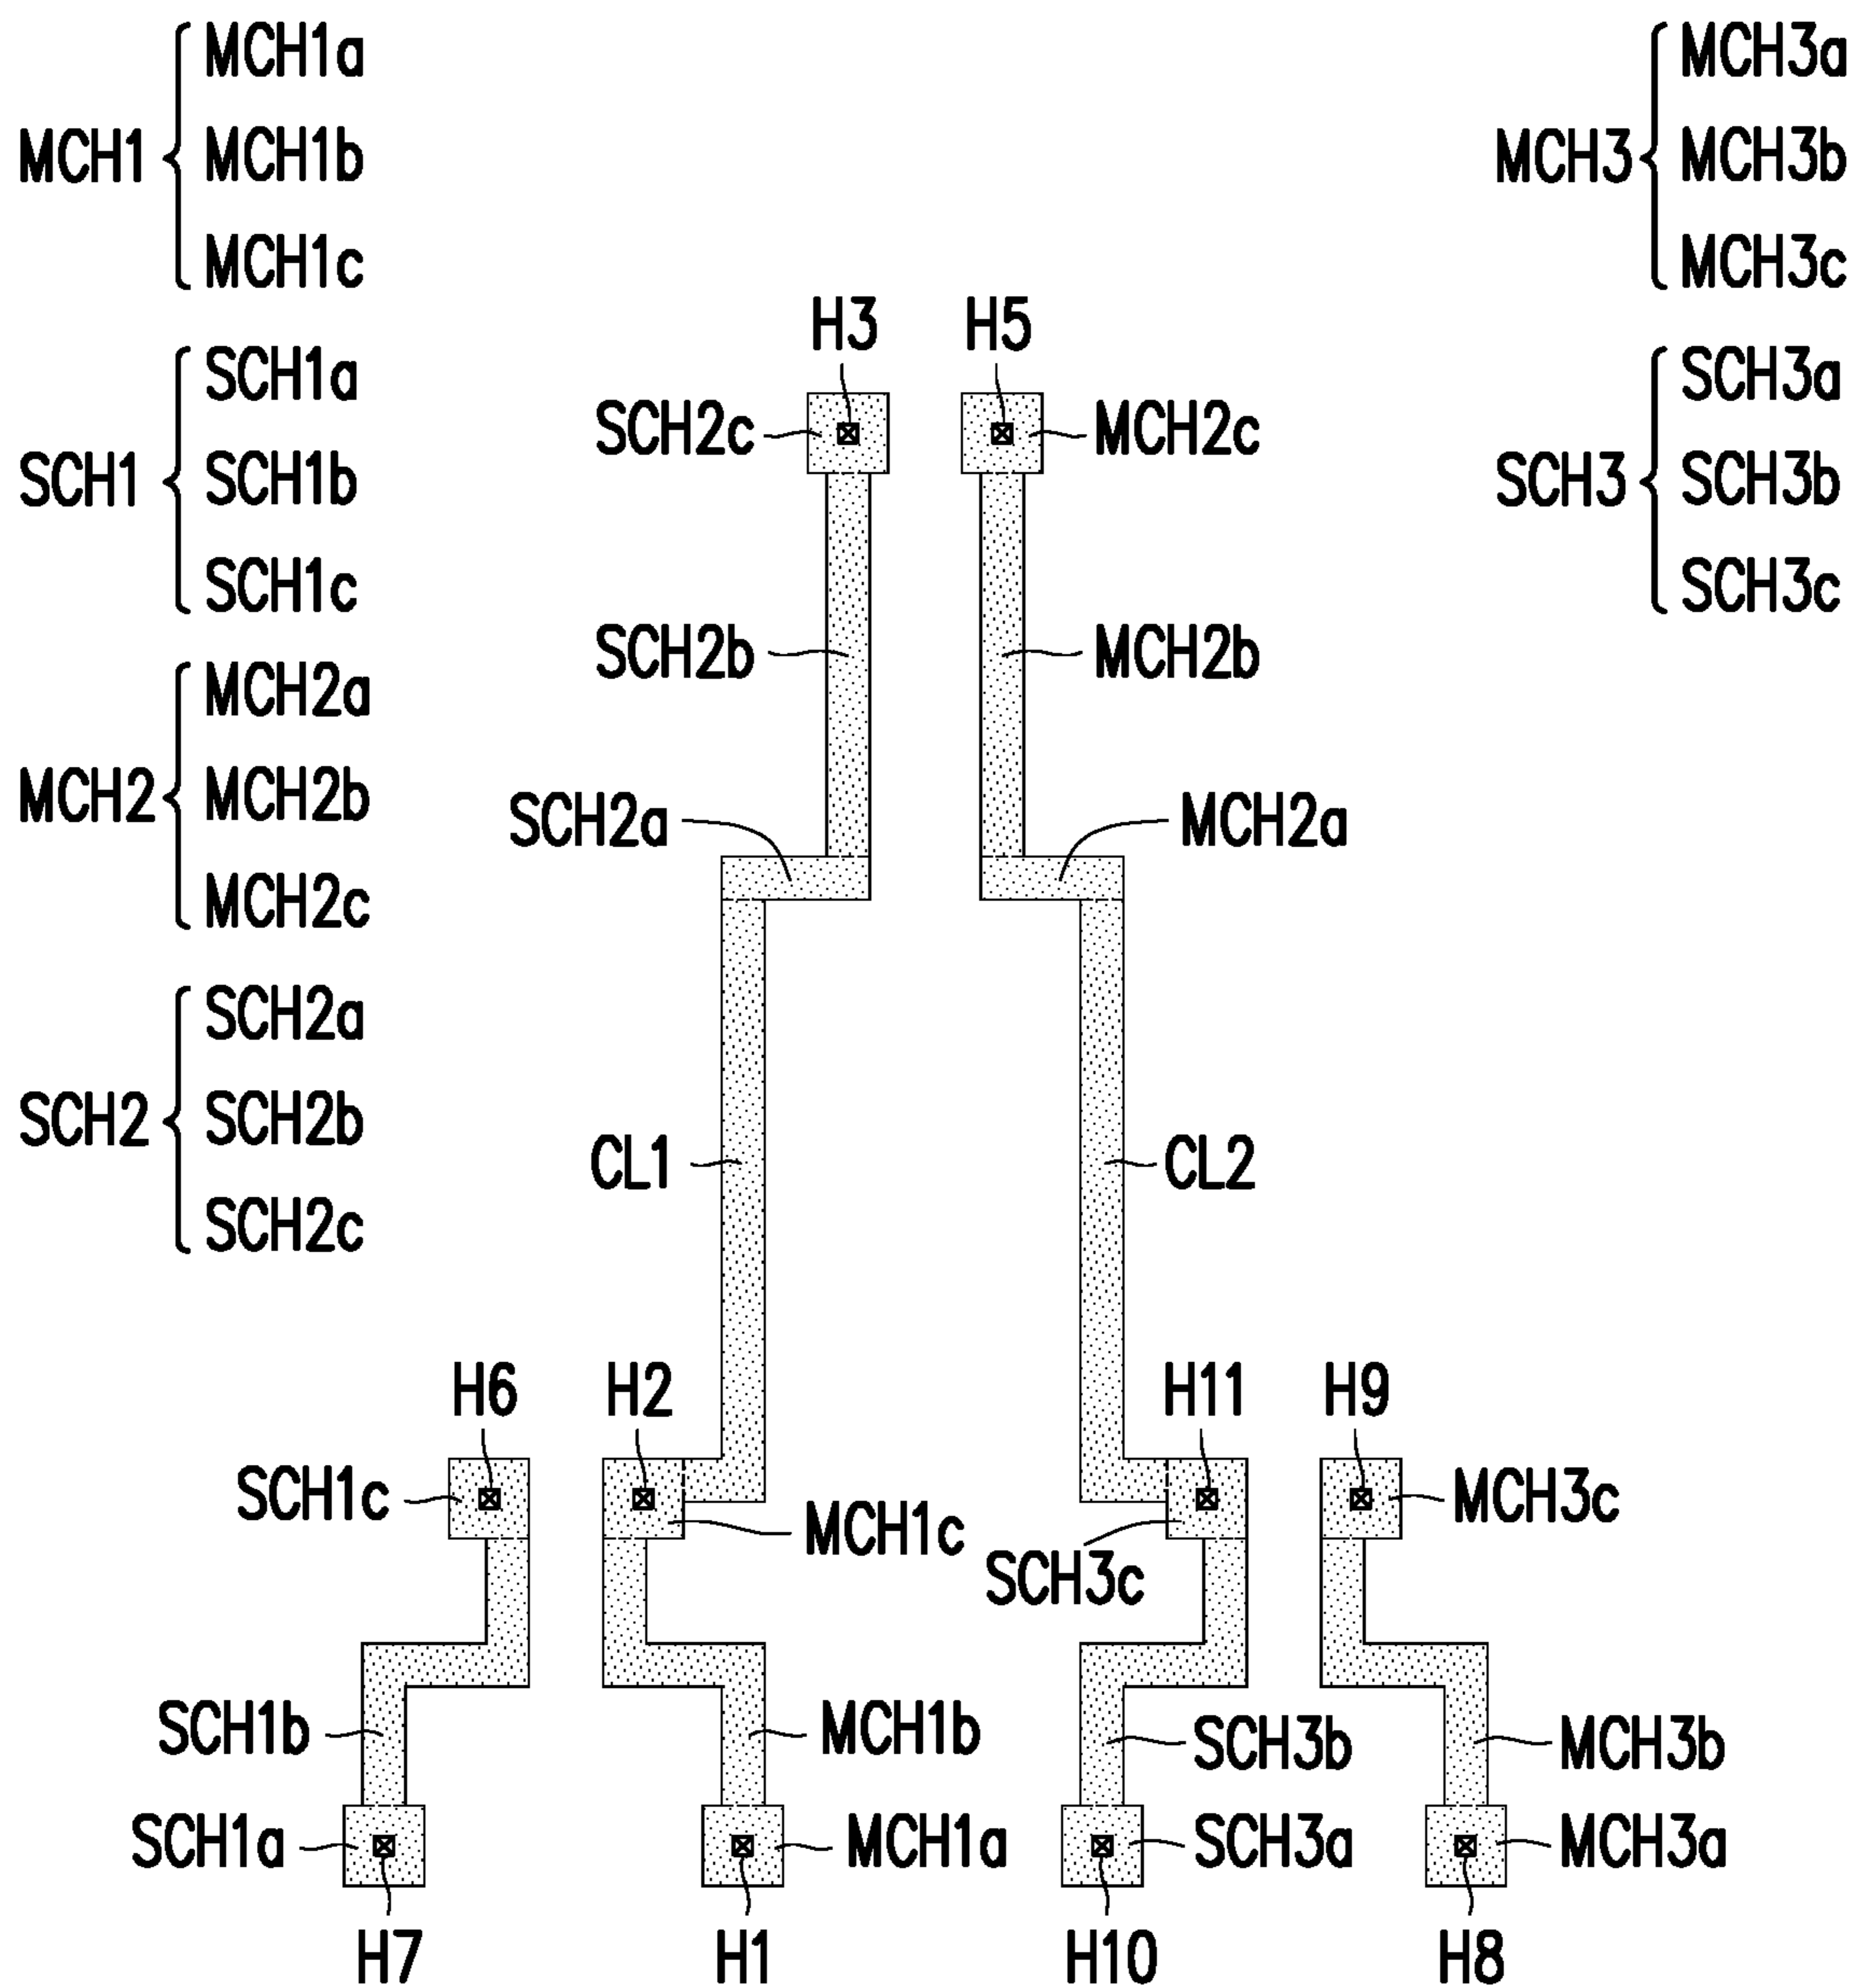 MCH1
MCH1a
MCH1b
MCH1c
SCH1
SCH1a
SCH1b
SCH1c
MCH2
MCH2a
MCH2b
MCH2c
SCH2
SCH2a
SCH2b
SCH2c
MCH3
MCH3a
MCH3b
MCH3c
SCH3
SCH3a
SCH3b
SCH3c
H3
H5
SCH2c
MCH2c
SCH2b
MCH2b
SCH2a
MCH2a
CL1
CL2
H6
H2
H11
H9
SCH1c
MCH1c
SCH3c
MCH3c
SCH1b
MCH1b
SCH3b
MCH3b
SCH1a
MCH1a
SCH3a
MCH3a
H7
H1
H10
H8